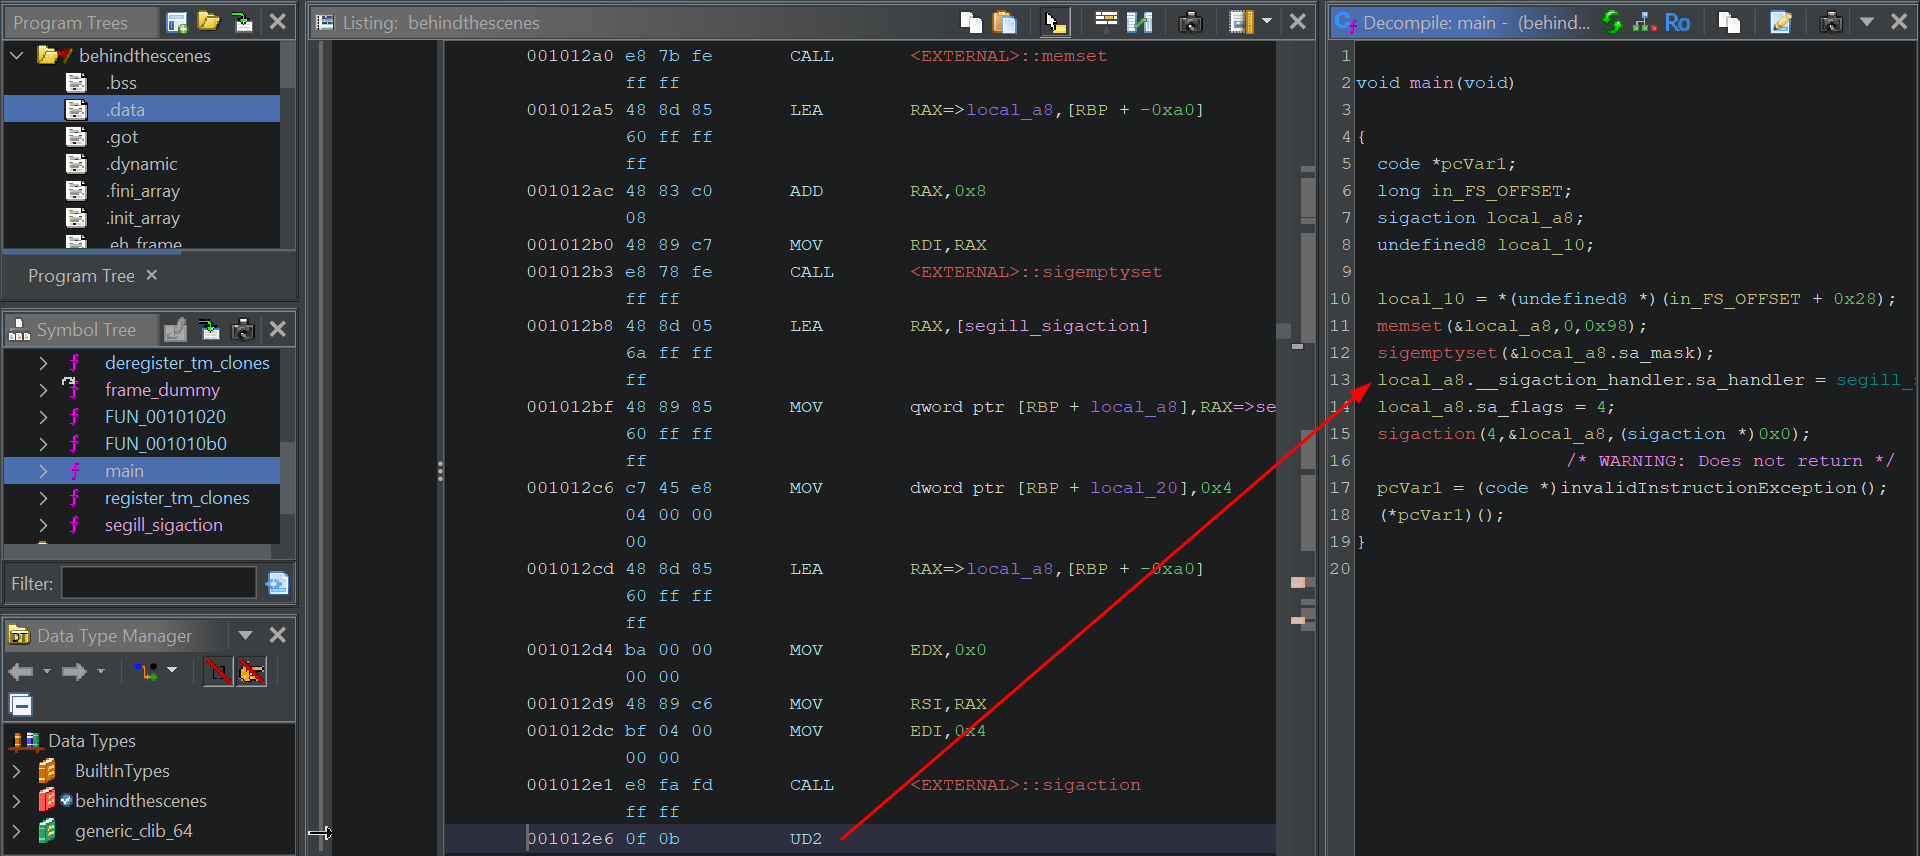 Program Trees
behindthescenes
.bss
.data
.got
.dynamic
.fini_array
.init_array
.eh_frame
Program Tree
Symbol Tree
deregister_tm_clones
frame_dummy
FUN_00101020
FUN_001010b0
main
register_tm_clones
segill_sigaction
Filter:
Data Type Manager
Data Types
BuiltInTypes
behindthescenes
generic_clib_64
Listing: behindthescenes
001012a0 e8 7b fe CALL <EXTERNAL>::memset
ff ff
001012a5 48 8d 85 LEA RAX=>local_a8,[RBP + -0xa0]
60 ff ff
ff
001012ac 48 83 c0 ADD RAX,0x8
08
001012b0 48 89 c7 MOV RDI,RAX
001012b3 e8 78 fe CALL <EXTERNAL>::sigemptyset
ff ff
001012b8 48 8d 05 LEA RAX,[segill_sigaction]
6a ff ff
ff
001012bf 48 89 85 MOV qword ptr [RBP + local_a8],RAX=>se
60 ff ff
ff
001012c6 c7 45 e8 MOV dword ptr [RBP + local_20],0x4
04 00 00
00
001012cd 48 8d 85 LEA RAX=>local_a8,[RBP + -0xa0]
60 ff ff
ff
001012d4 ba 00 00 MOV EDX,0x0
00 00
001012d9 48 89 c6 MOV RSI,RAX
001012dc bf 04 00 MOV EDI,0x4
00 00
001012e1 e8 fa fd CALL <EXTERNAL>::sigaction
ff ff
001012e6 0f 0b UD2
Decompile: main - (behind...
Ro
1
2 void main(void)
3
4 {
5 code *pcVar1;
6 long in_FS_OFFSET;
7 sigaction local_a8;
8 undefined8 local_10;
9
10 local_10 = *(undefined8 *)(in_FS_OFFSET + 0x28);
11 memset(&local_a8,0,0x98);
12 sigemptyset(&local_a8.sa_mask);
13 local_a8.__sigaction_handler.sa_handler = segill_s
14 local_a8.sa_flags = 4;
15 sigaction(4,&local_a8,(sigaction *)0x0);
16 /* WARNING: Does not return */
17 pcVar1 = (code *)invalidInstructionException();
18 (*pcVar1)();
19 }
20